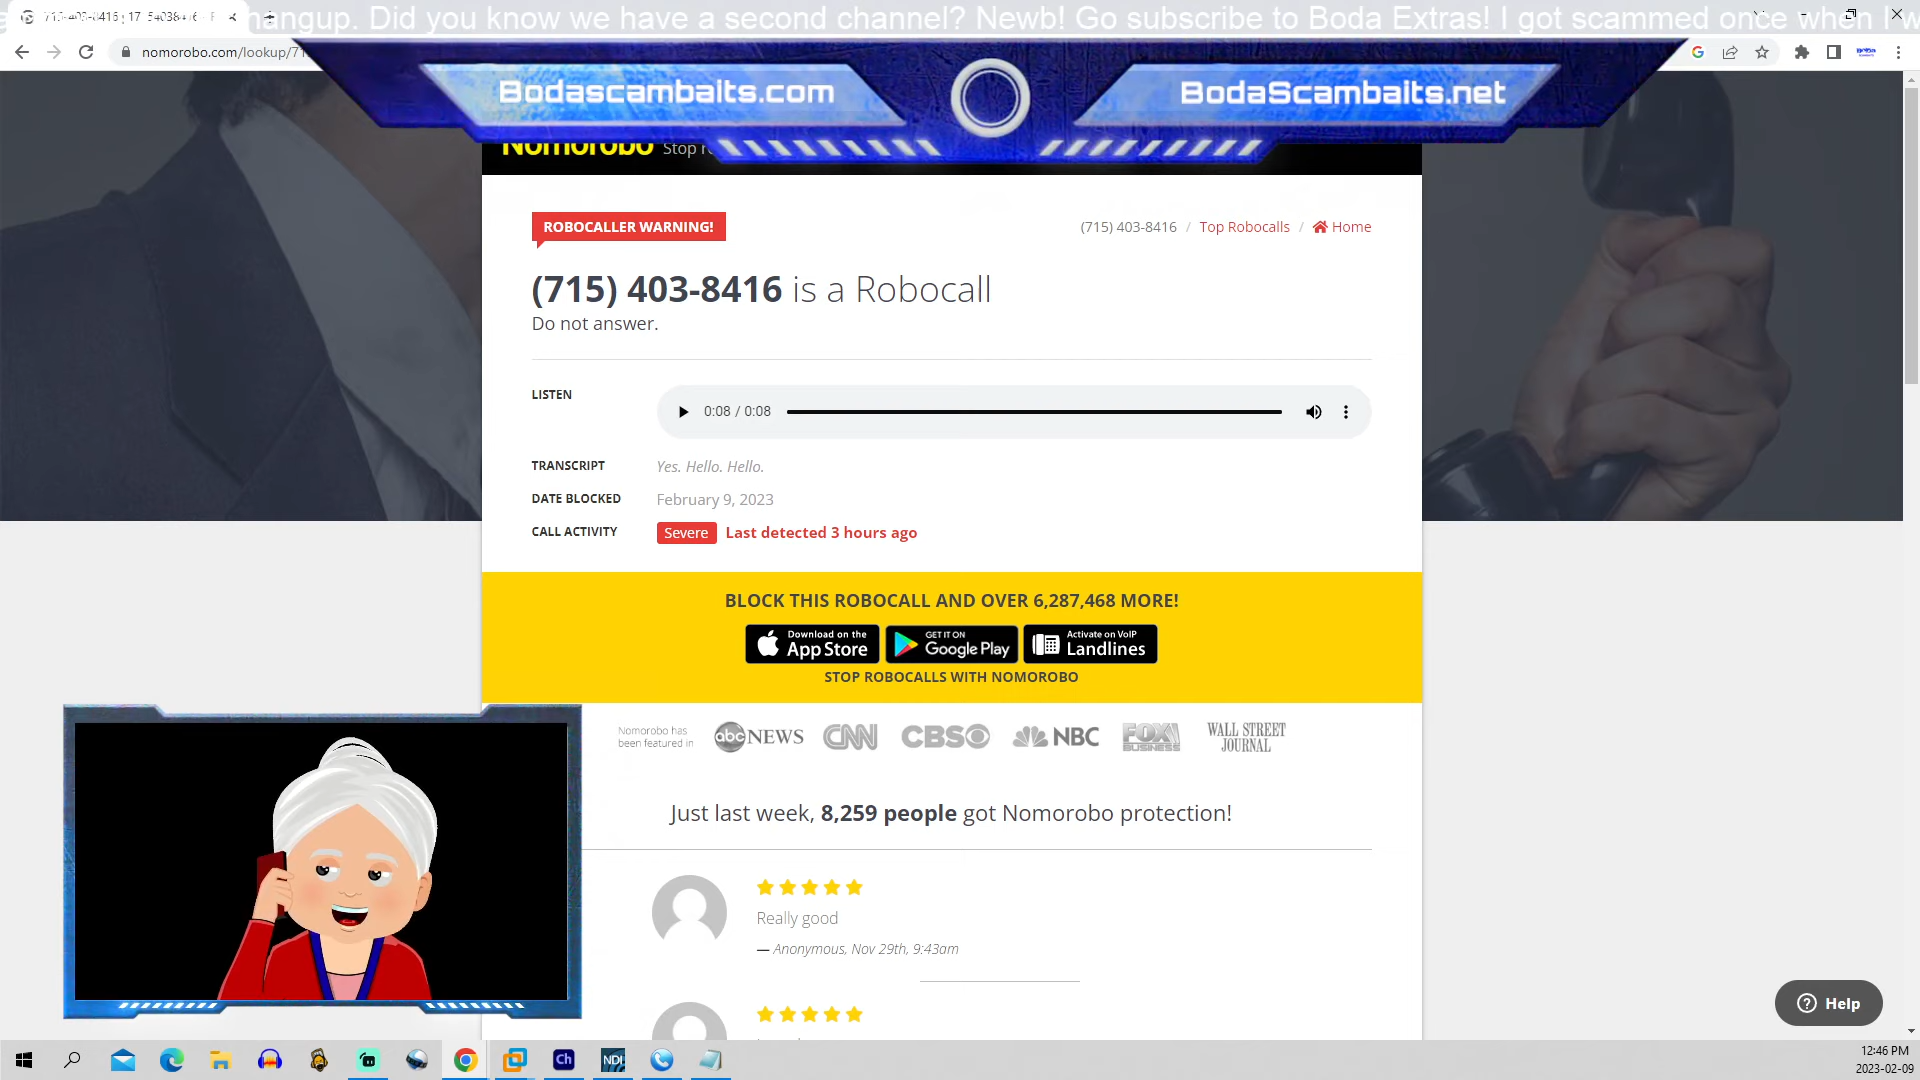 hangup. Did you know we have a second channel? Newb! Go subscribe to Boda Extras! I got scammed once when I w
nomorobo.com/lookup/71
Bodascambaits.com
BodaScambaits.net
Nomorobo Stop r
ROBOCALLER WARNING!
(715) 403-8416 / Top Robocalls / Home
(715) 403-8416 is a Robocall
Do not answer.
LISTEN
0:08 / 0:08
TRANSCRIPT
Yes. Hello. Hello.
DATE BLOCKED
February 9, 2023
CALL ACTIVITY
Severe Last detected 3 hours ago
BLOCK THIS ROBOCALL AND OVER 6,287,468 MORE!
Download on the
App Store
GET IT ON
Google Play
Activate on VoIP
Landlines
STOP ROBOCALLS WITH NOMOROBO
Nomorobo has
been featured in
abc NEWS
CNN
CBS
NBC
FOX
BUSINESS
WALL STREET
JOURNAL
Just last week, 8,259 people got Nomorobo protection!
Really good
— Anonymous, Nov 29th, 9:43am
Help
Ch
NDI
12:46 PM
2023-02-09